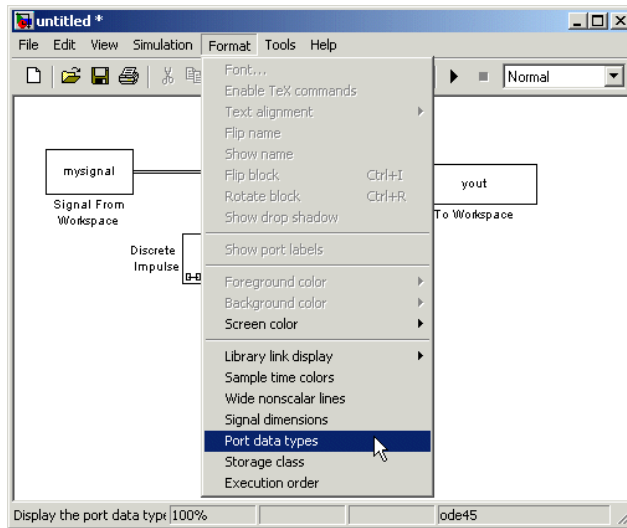 untitled *
File Edit View Simulation Format Tools Help
Normal
Font...
Enable TeX commands
Text alignment
Flip name
Show name
Flip block Ctrl+I
Rotate block Ctrl+R
Show drop shadow
Show port labels
Foreground color
Background color
Screen color
Library link display
Sample time colors
Wide nonscalar lines
Signal dimensions
Port data types
Storage class
Execution order
mysignal
Signal From
Workspace
Discrete
Impulse
yout
To Workspace
Display the port data type 100% ode45